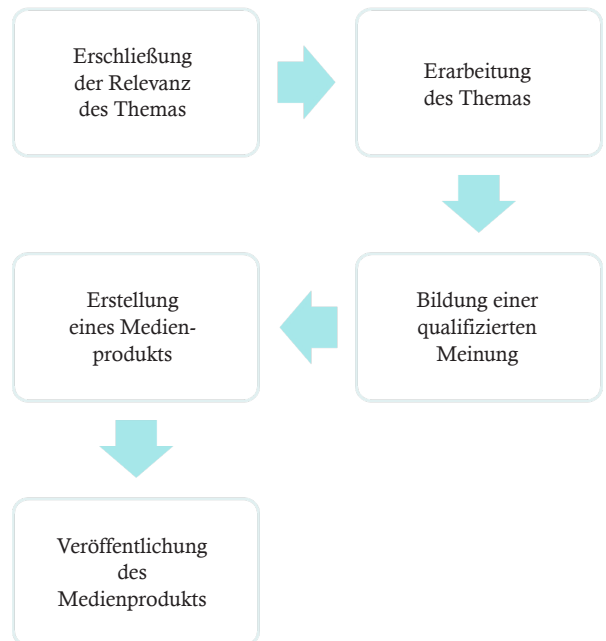 Erschließung
der Relevanz
des Themas
Erarbeitung
des Themas
Bildung einer
qualifizierten
Meinung
Erstellung
eines Medien-
produkts
Veröffentlichung
des
Medienprodukts